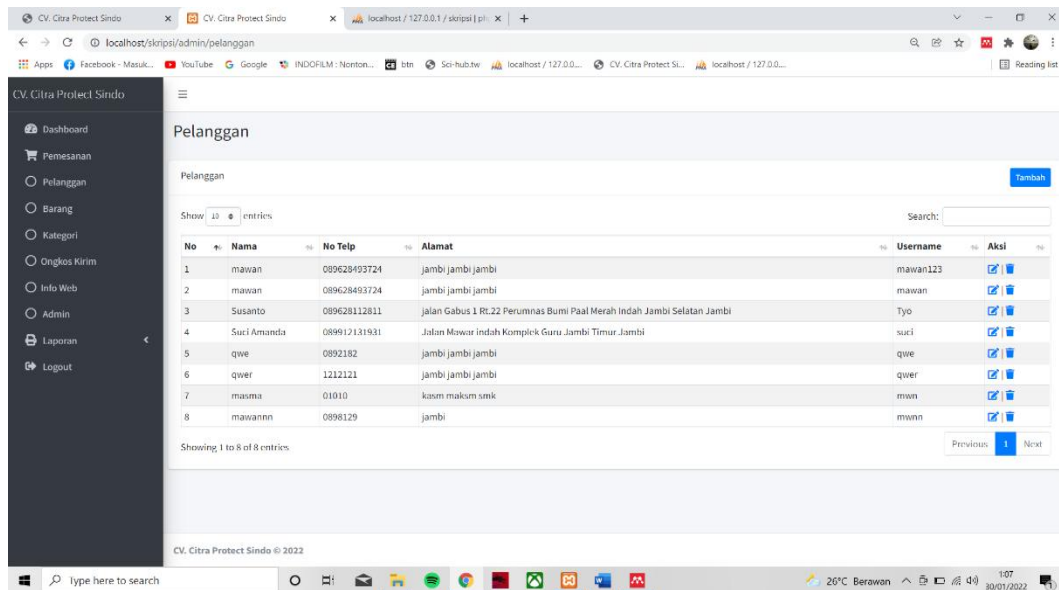 CV. Citra Protect Sindo
CV. Citra Protect Sindo
localhost / 127.0.0.1 / skripsi | ph
localhost/skripsi/admin/pelanggan
Apps Facebook - Masuk... YouTube Google INDOFILM : Nonton... btn Sci-hub.tw localhost / 127.0.0.... CV. Citra Protect Si... localhost / 127.0.0.... Reading list
CV. Citra Protect Sindo
Dashboard
Pemesanan
Pelanggan
Barang
Kategori
Ongkos Kirim
Info Web
Admin
Laporan
Logout
Pelanggan
Pelanggan Tambah
Show 10 entries Search:
No Nama No Telp Alamat Username Aksi
1 mawan 089628493724 jambi jambi jambi mawan123 |
2 mawan 089628493724 jambi jambi jambi mawan |
3 Susanto 089628112811 jalan Gabus 1 Rt.22 Perumnas Bumi Paal Merah Indah Jambi Selatan Jambi Tyo |
4 Suci Amanda 089912131931 Jalan Mawar indah Komplek Guru Jambi Timur Jambi suci |
5 qwe 0892182 jambi jambi jambi qwe |
6 qwer 1212121 jambi jambi jambi qwer |
7 masma 01010 kasm maksm smk mwn |
8 mawannn 0898129 jambi mwnn |
Showing 1 to 8 of 8 entries Previous 1 Next
CV. Citra Protect Sindo © 2022
Type here to search 26°C Berawan 1:07
30/01/2022